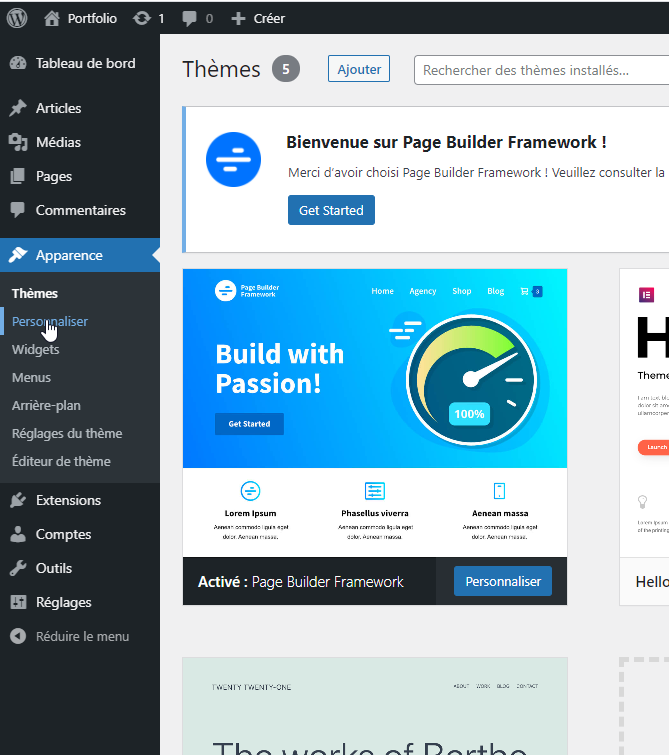 Portfolio 1 0 Créer
Tableau de bord
Articles
Médias
Pages
Commentaires
Apparence
Thèmes
Personnaliser
Widgets
Menus
Arrière-plan
Réglages du thème
Éditeur de thème
Extensions
Comptes
Outils
Réglages
Réduire le menu
Thèmes 5 Ajouter Rechercher des thèmes installés…
Bienvenue sur Page Builder Framework !
Merci d’avoir choisi Page Builder Framework ! Veuillez consulter la
Get Started
Page Builder
Framework
Home Agency Shop Blog 3
Build with
Passion!
Get Started
100%
Lorem Ipsum
Aenean commodo ligula eget
dolor. Aenean massa.
Phasellus viverra
Aenean commodo ligula eget
dolor. Aenean massa.
Aenean massa
Aenean commodo ligula eget
dolor. Aenean massa.
Activé : Page Builder Framework
Personnaliser
H
Theme
Launch
Lorem Ipsum
of the printing
Hello
TWENTY TWENTY-ONE
ABOUT WORK BLOG CONTACT
The works of Berthe